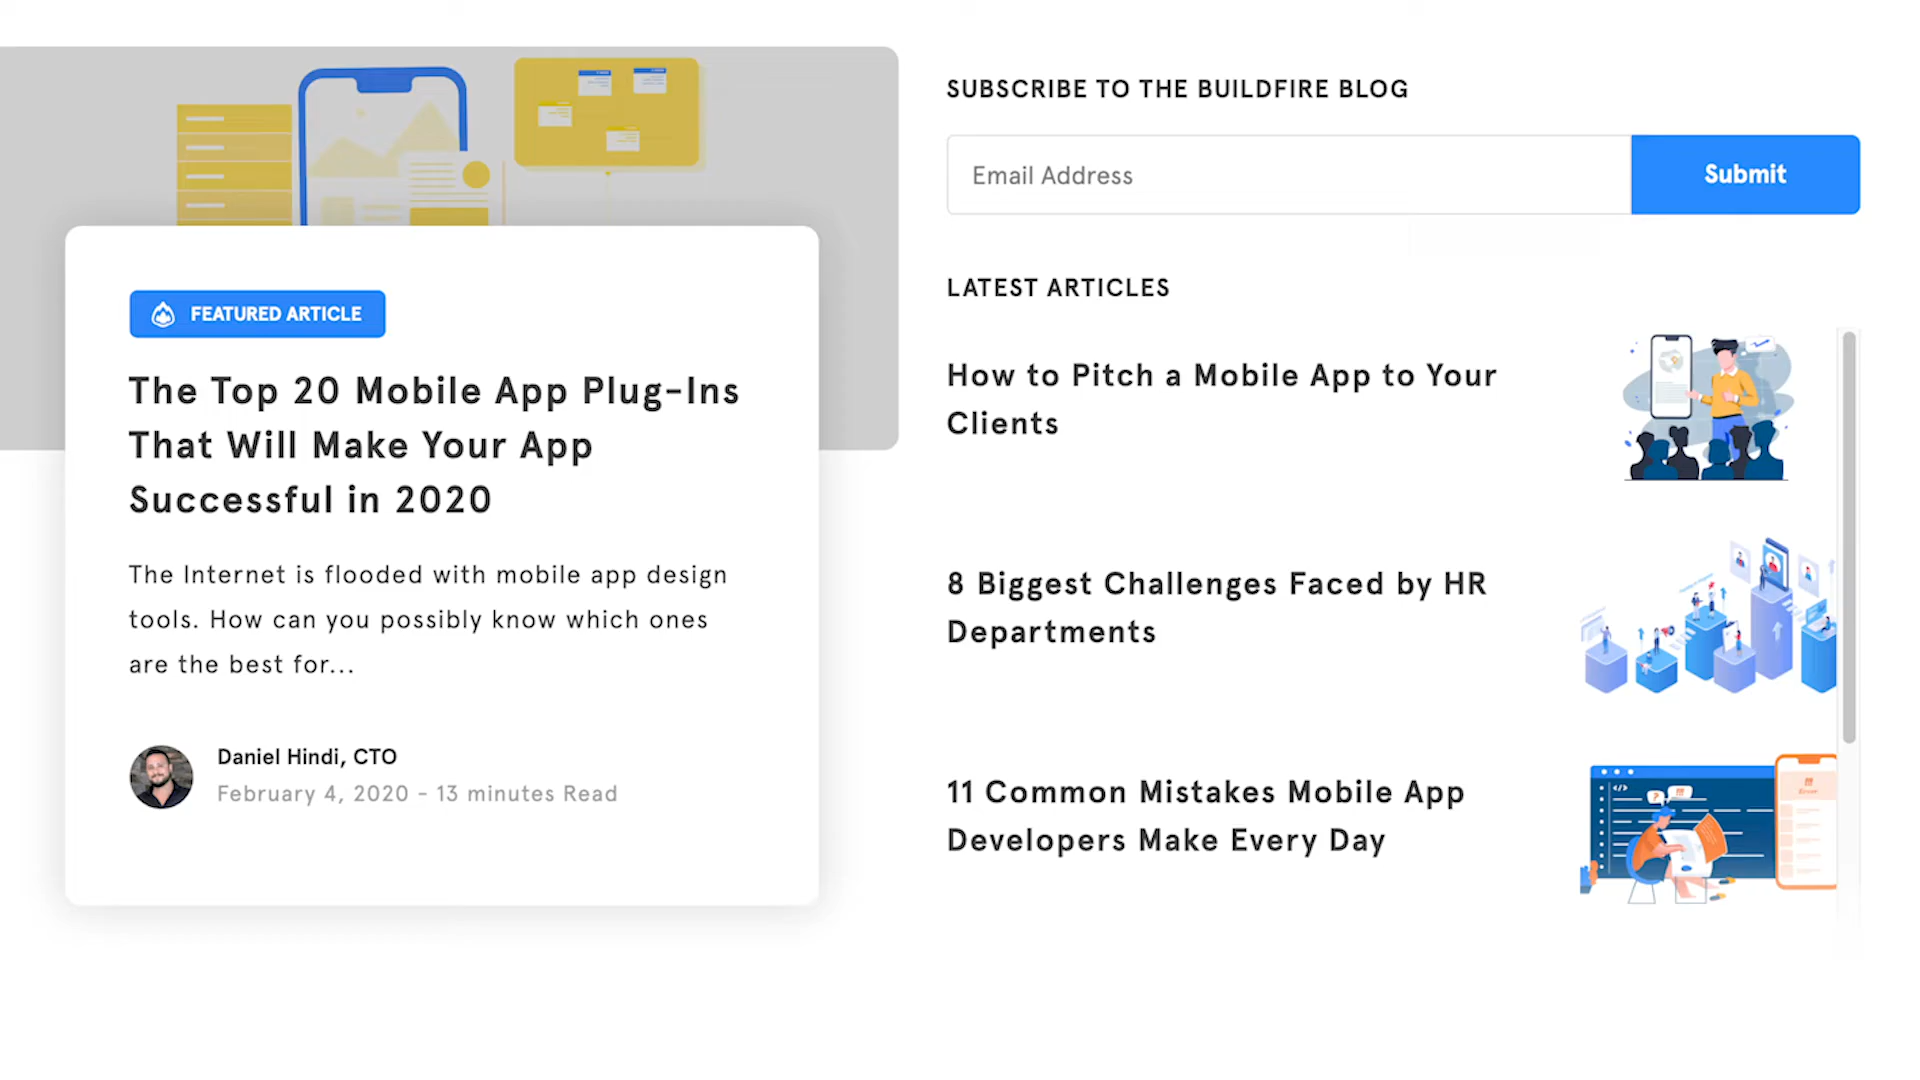 FEATURED ARTICLE
The Top 20 Mobile App Plug-Ins
That Will Make Your App
Successful in 2020
The Internet is flooded with mobile app design
tools. How can you possibly know which ones
are the best for...
Daniel Hindi, CTO
February 4, 2020 - 13 minutes Read
SUBSCRIBE TO THE BUILDFIRE BLOG
Email Address
Submit
LATEST ARTICLES
How to Pitch a Mobile App to Your
Clients
8 Biggest Challenges Faced by HR
Departments
11 Common Mistakes Mobile App
Developers Make Every Day